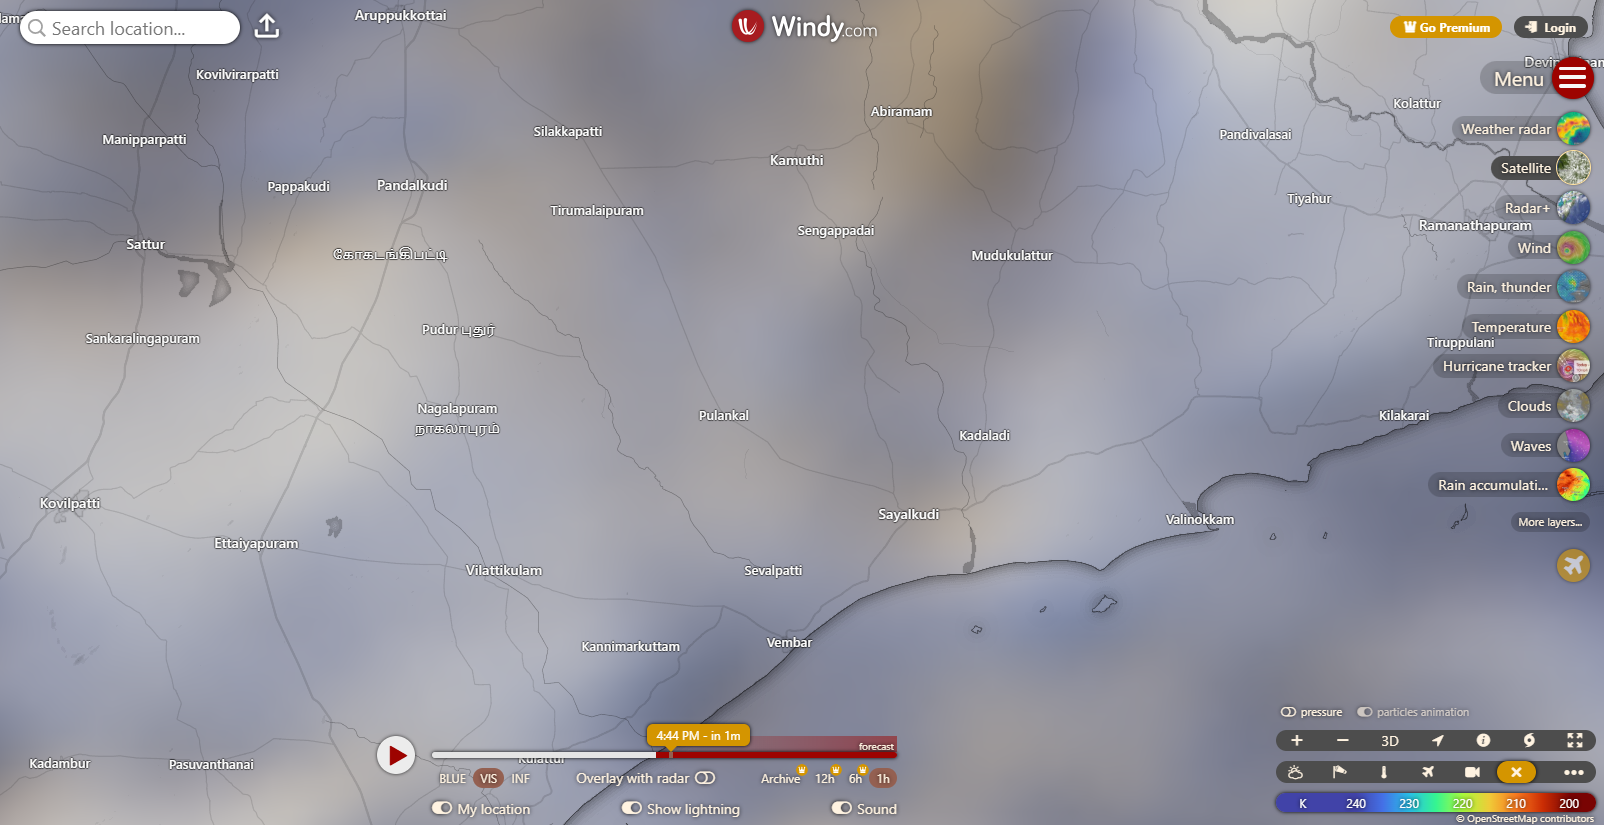 Search location...
Windy.com
Go Premium
Login
Menu
Weather radar
Satellite
Radar+
Wind
Rain, thunder
Temperature
Hurricane tracker
Clouds
Waves
Rain accumulati...
More layers...
Aruppukkottai
Kovilvirarpatti
Manipparpatti
Silakkapatti
Abiramam
Kolattur
Pandivalasai
Kamuthi
Pappakudi
Pandalkudi
Tirumalaipuram
Tiyahur
Sattur
Sengappadai
Ramanathapuram
கோகடங்கிபட்டி
Mudukulattur
Sankaralingapuram
Pudur புதுர்
Tiruppulani
Nagalapuram
நாகலாபுரம்
Pulankal
Kilakarai
Kadaladi
Kovilpatti
Sayalkudi
Valinokkam
Ettaiyapuram
Vilattikulam
Sevalpatti
Kannimarkuttam
Vembar
Kadambur
Pasuvanthanai
Kulattur
4:44 PM - in 1m
forecast
BLUE VIS INF
Overlay with radar
Archive 12h 6h 1h
My location
Show lightning
Sound
pressure
particles animation
3D
K 240 230 220 210 200
© OpenStreetMap contributors